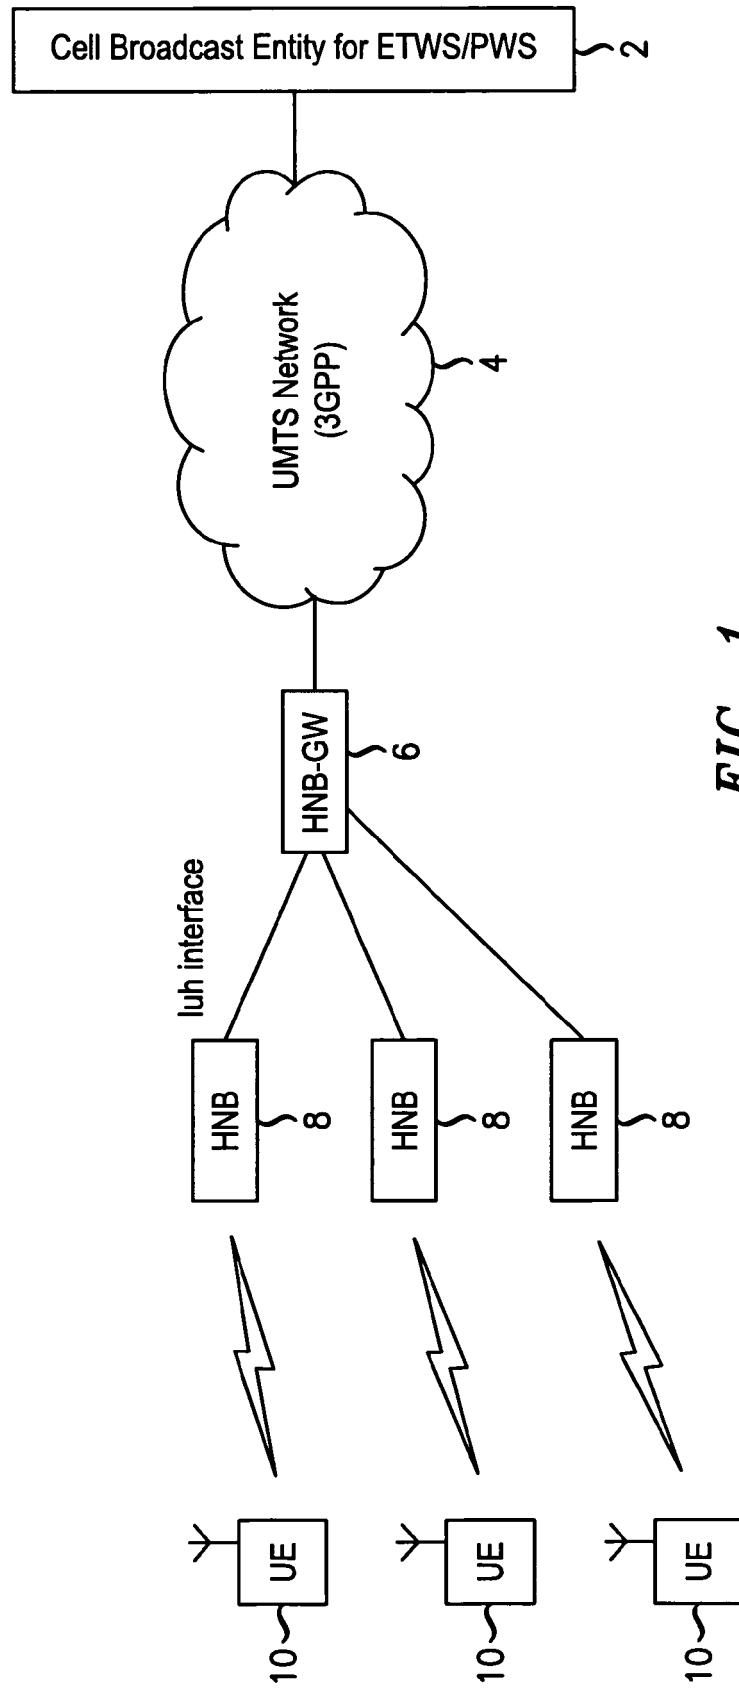 Cell Broadcast Entity for ETWS/PWS
2
UMTS Network
(3GPP)
4
HNB-GW
6
Iuh interface
HNB
8
HNB
8
HNB
8
UE
10
UE
10
UE
10
FIG. 1